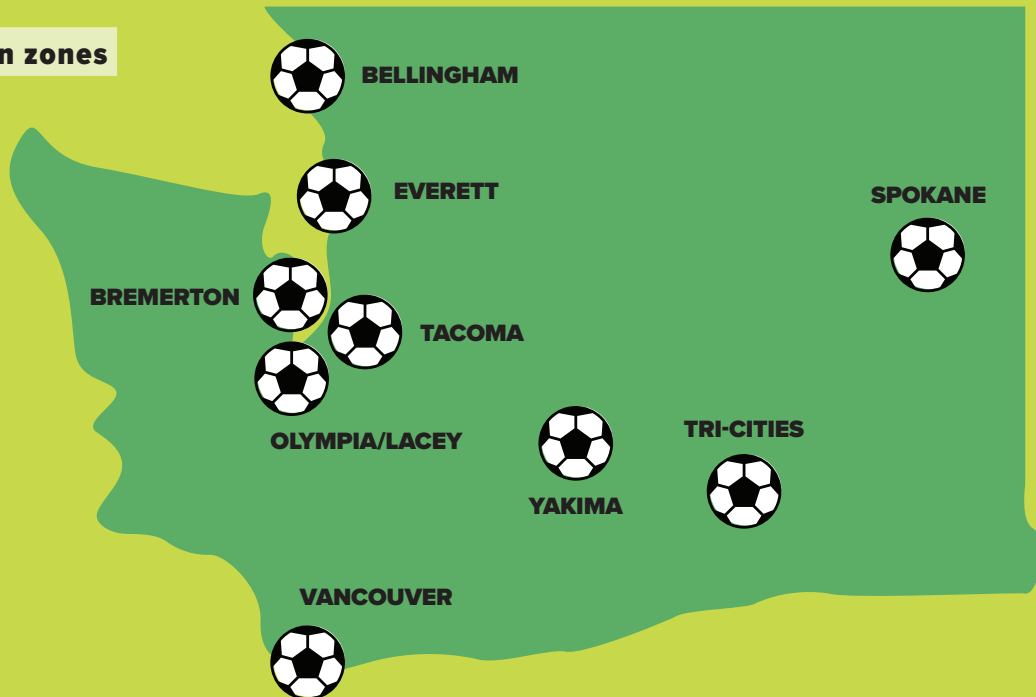 n zones
BELLINGHAM
EVERETT
SPOKANE
BREMERTON
TACOMA
OLYMPIA/LACEY
TRI-CITIES
YAKIMA
VANCOUVER